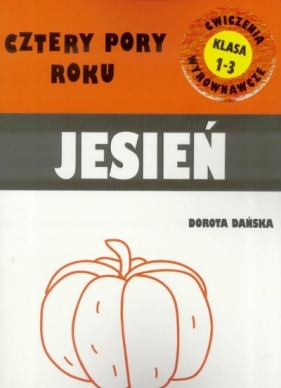 CZTERY PORY
ROKU
ĆWICZENIA
KLASA
1-3
WYRÓWNAWCZE
JESIEŃ
DOROTA DAŃSKA